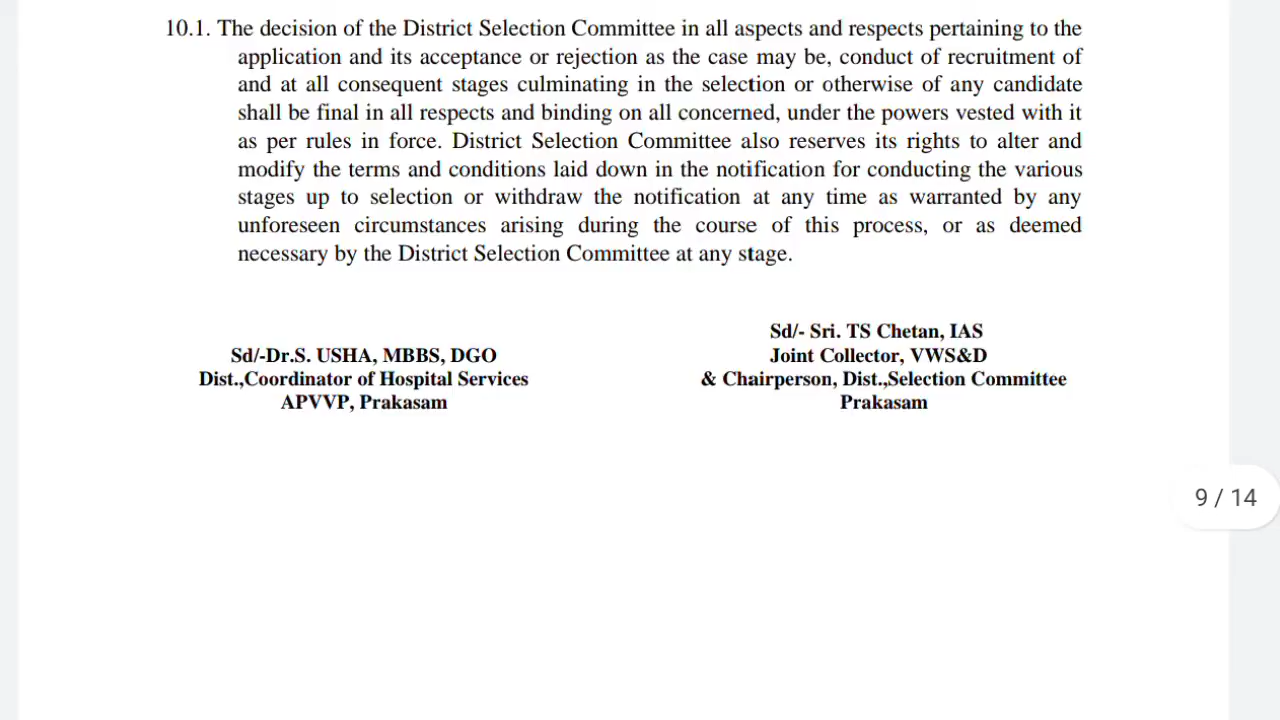 10.1. The decision of the District Selection Committee in all aspects and respects pertaining to the
application and its acceptance or rejection as the case may be, conduct of recruitment of
and at all consequent stages culminating in the selection or otherwise of any candidate
shall be final in all respects and binding on all concerned, under the powers vested with it
as per rules in force. District Selection Committee also reserves its rights to alter and
modify the terms and conditions laid down in the notification for conducting the various
stages up to selection or withdraw the notification at any time as warranted by any
unforeseen circumstances arising during the course of this process, or as deemed
necessary by the District Selection Committee at any stage.
Sd/-Dr.S. USHA, MBBS, DGO
Dist.,Coordinator of Hospital Services
APVVP, Prakasam
Sd/- Sri. TS Chetan, IAS
Joint Collector, VWS&D
& Chairperson, Dist.,Selection Committee
Prakasam
9 / 14